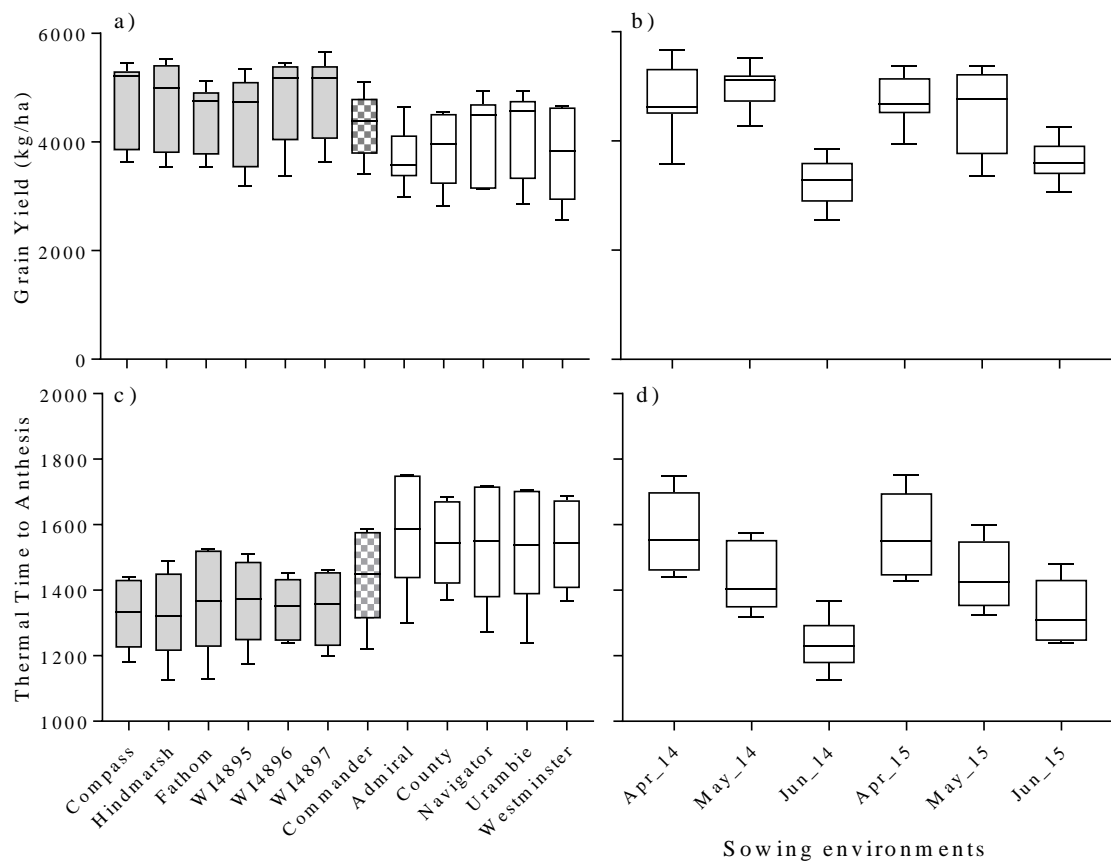 a)
b)
6000
4000
2000
0
Grain Yield (kg/ha)
c)
d)
2000
1800
1600
1400
1200
1000
Thermal Time to Anthesis
Compass
Hindmarsh
Fathom
WI4895
WI4896
WI4897
Commander
Admiral
County
Navigator
Urambie
Westminster
Apr_14
May_14
Jun_14
Apr_15
May_15
Jun_15
Sowing environments